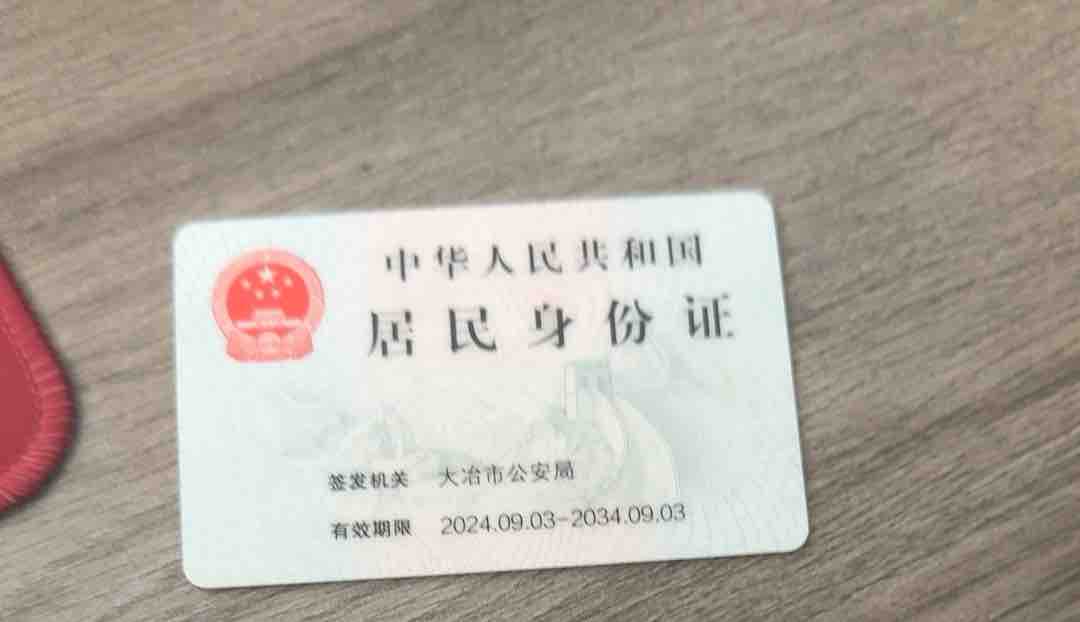 中华人民共和国
居民身份证
签发机关 大冶市公安局
有效期限 2024.09.03-2034.09.03